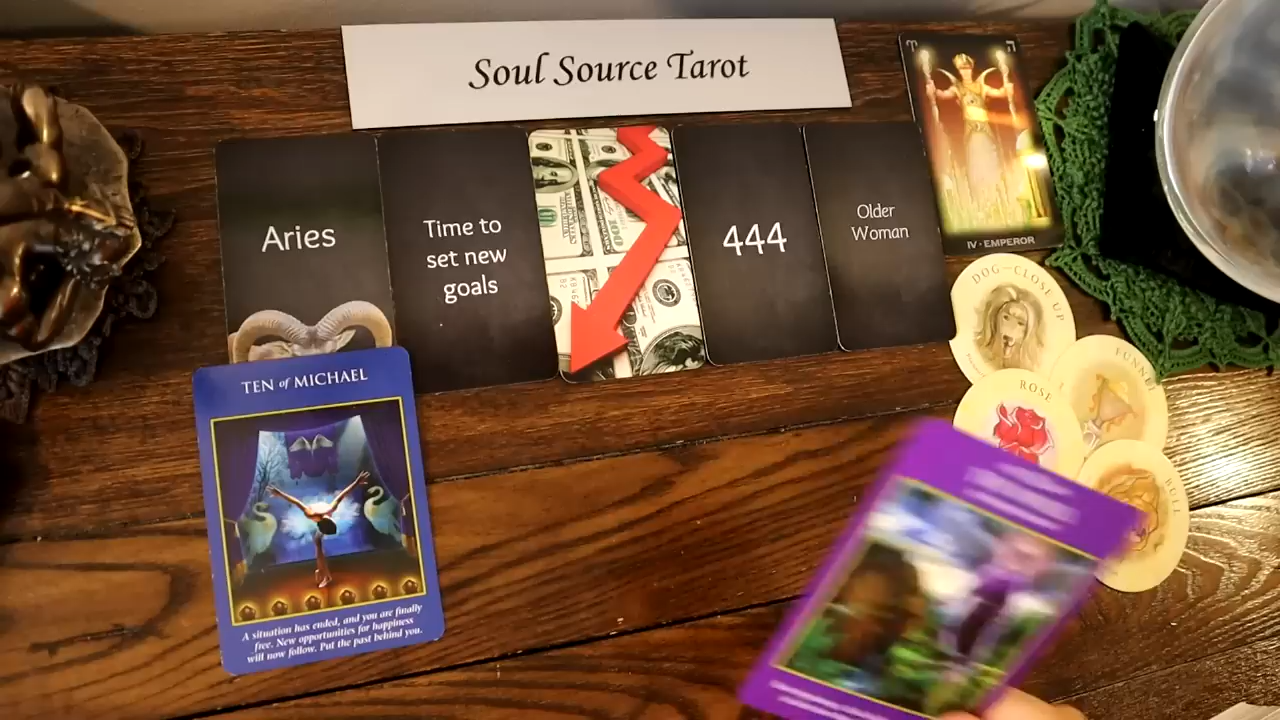 Soul Source Tarot
Aries
Time to
set new
goals
444
Older
Woman
IV · EMPEROR
DOG–CLOSE UP
FUNNE
ROSE
BULL
TEN of MICHAEL
A situation has ended, and you are finally
free. New opportunities for happiness
will now follow. Put the past behind you.